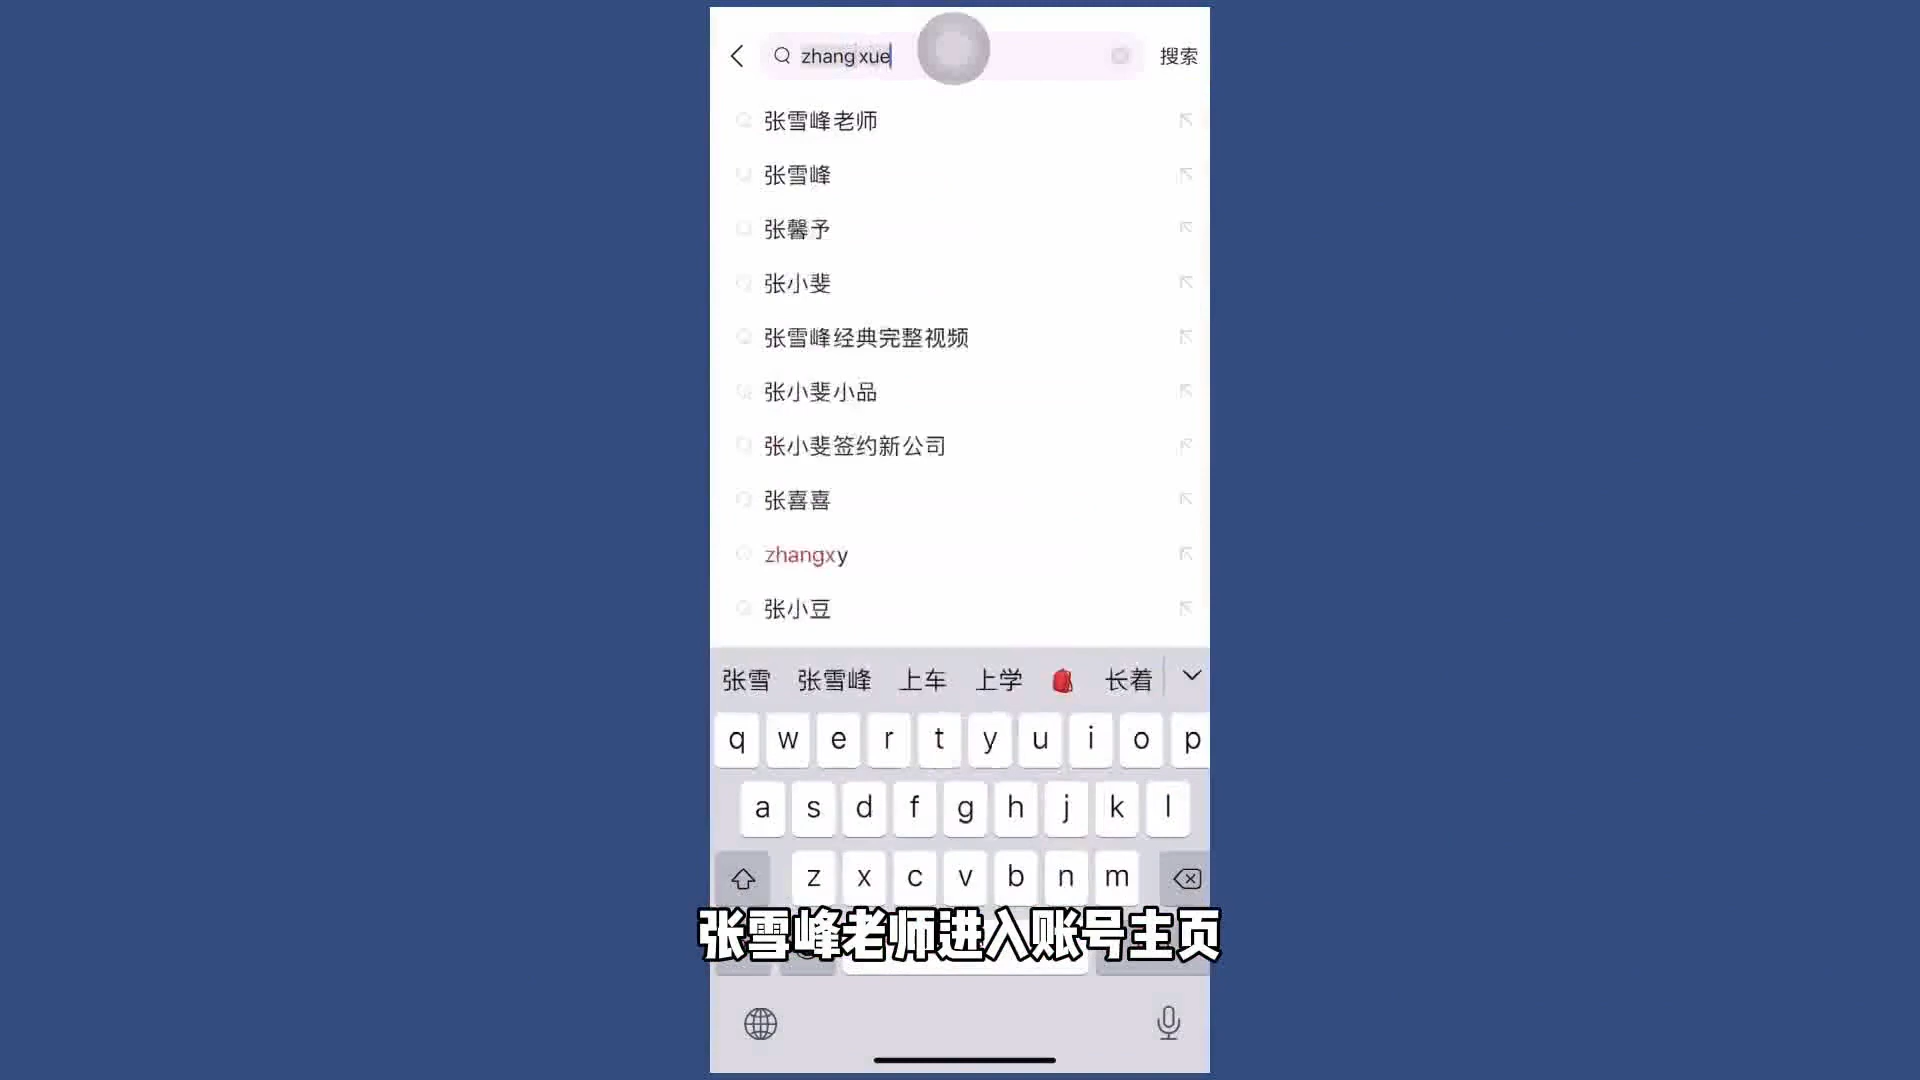 zhang xue 搜索
张雪峰老师
张雪峰
张馨予
张小斐
张雪峰经典完整视频
张小斐小品
张小斐签约新公司
张喜喜
zhangxy
张小豆
张雪 张雪峰 上车 上学 长着
q w e r t y u i o p
a s d f g h j k l
z x c v b n m
张雪峰老师进入账号主页